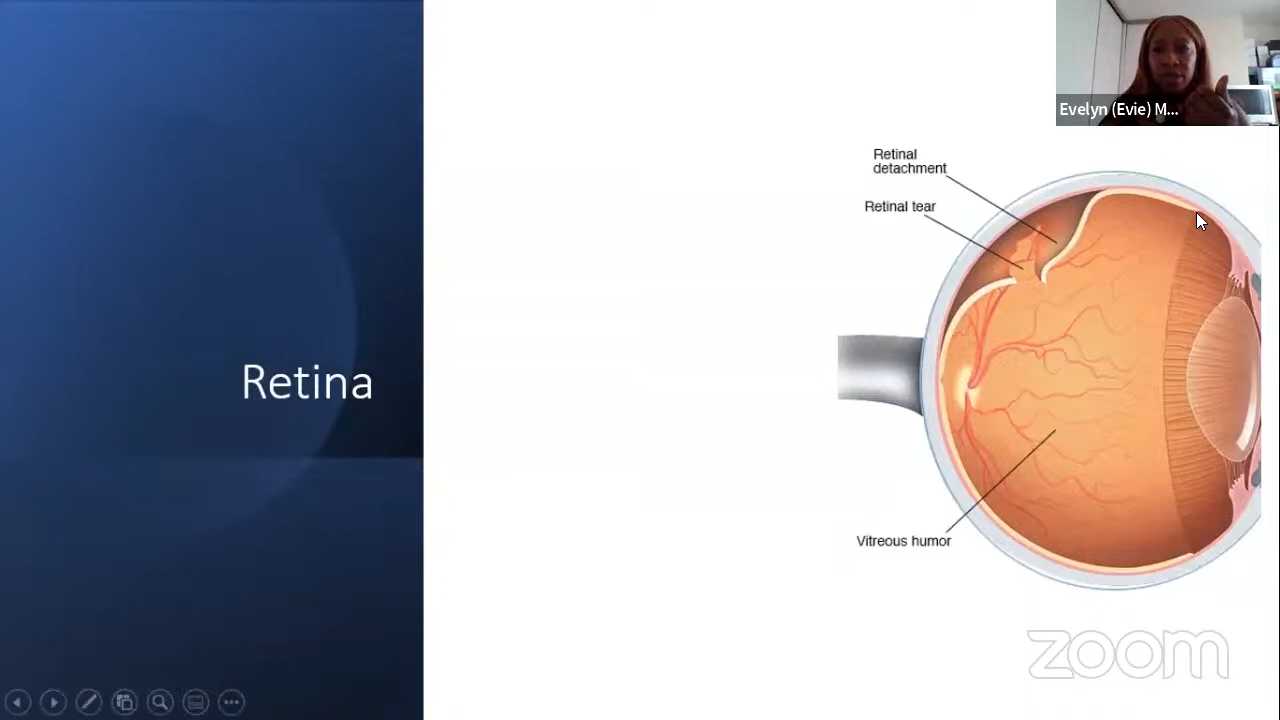 Evelyn (Evie) M...
Retinal
detachment
Retinal tear
Retina
Vitreous humor
zoom